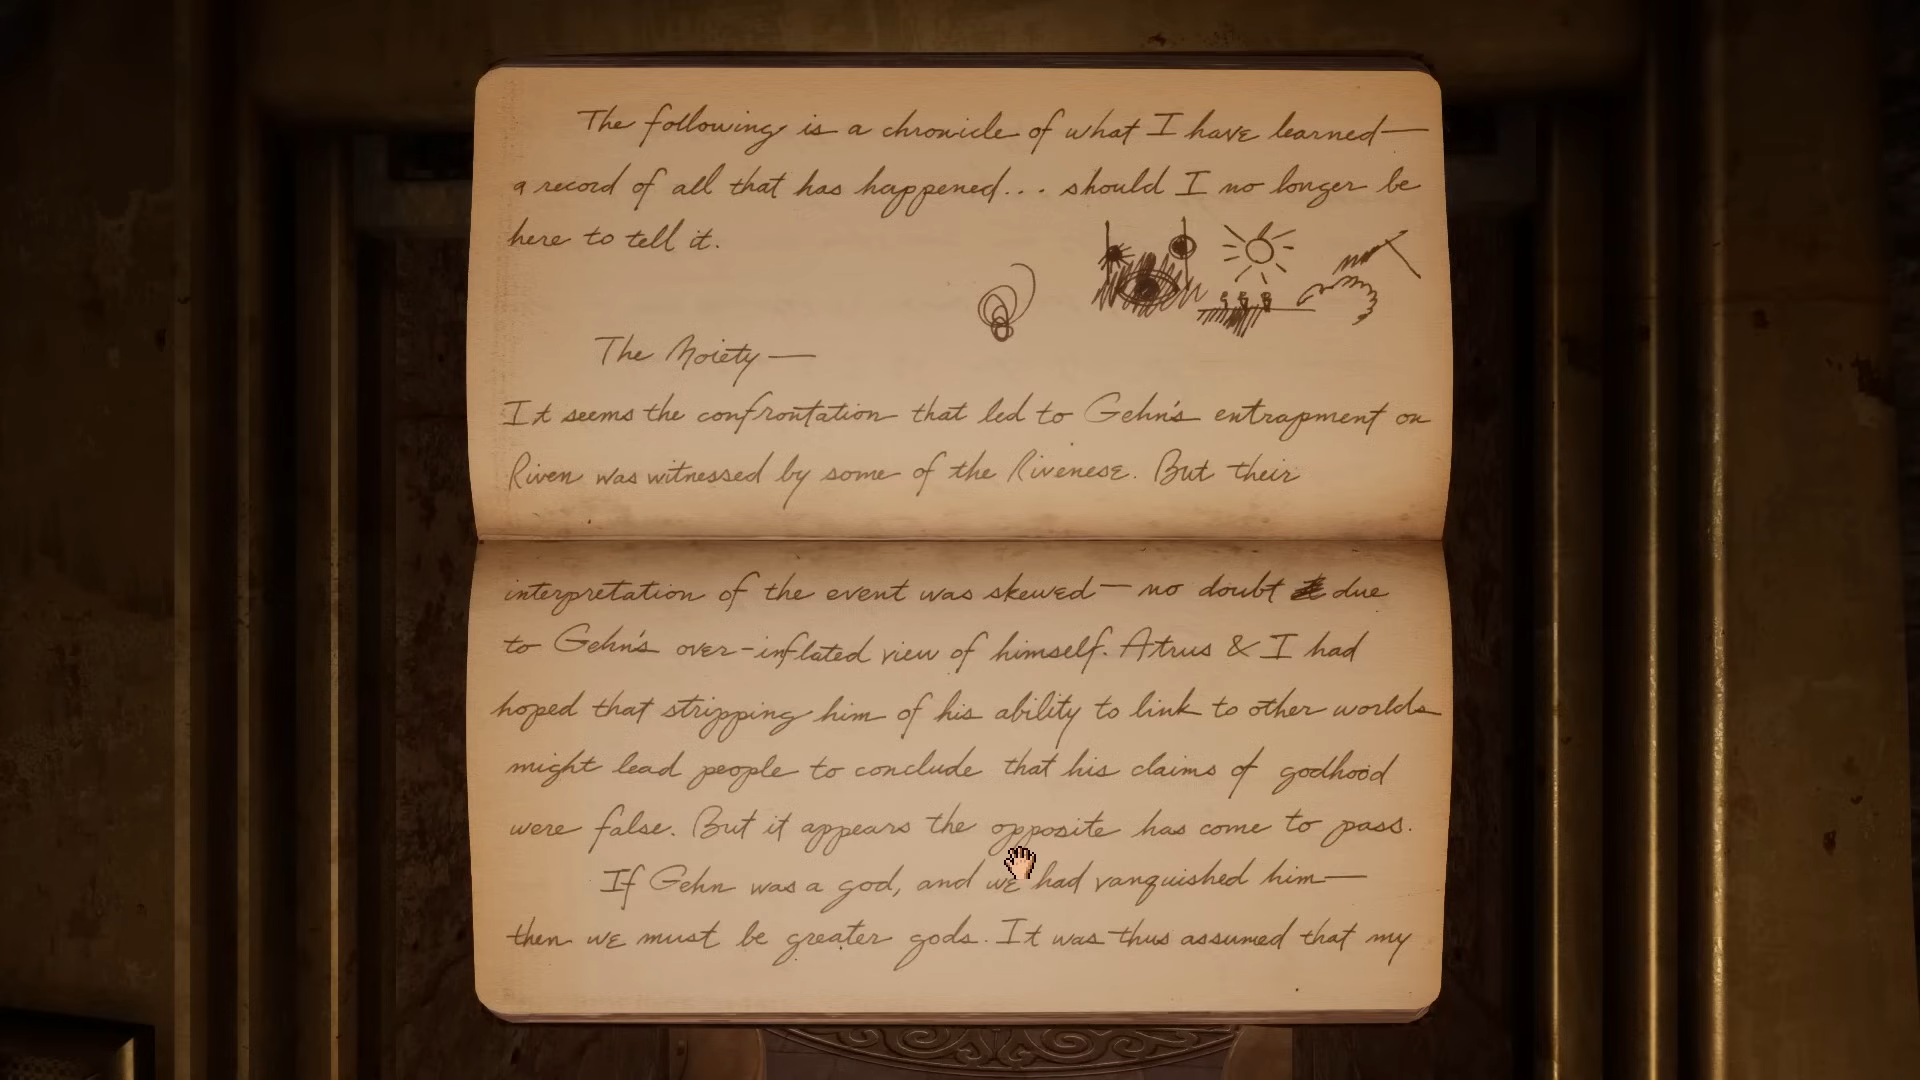 The following is a chronicle of what I have learned—
a record of all that has happened... should I no longer be
here to tell it.
The Moiety—
It seems the confrontation that led to Gehn's entrapment on
Riven was witnessed by some of the Rivenese. But their
interpretation of the event was skewed— no doubt due
to Gehn's over-inflated view of himself. Atrus & I had
hoped that stripping him of his ability to link to other worlds
might lead people to conclude that his claims of godhood
were false. But it appears the opposite has come to pass.
If Gehn was a god, and we had vanquished him—
then we must be greater gods. It was thus assumed that my